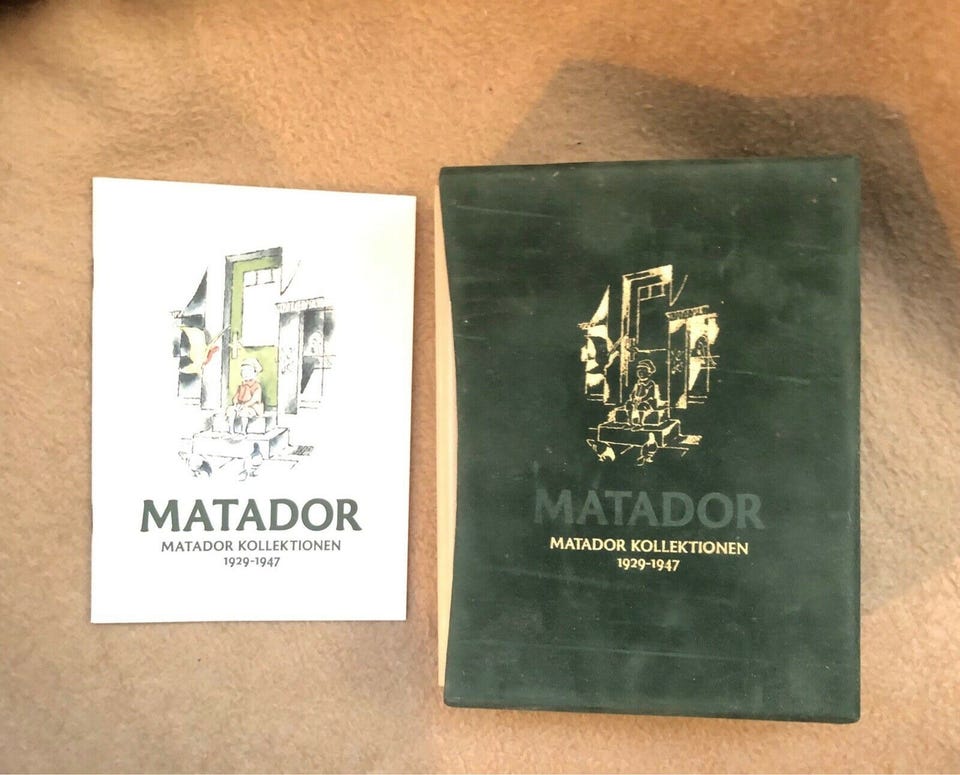 MATADOR
MATADOR KOLLEKTIONEN
1929-1947
MATADOR
MATADOR KOLLEKTIONEN
1929-1947